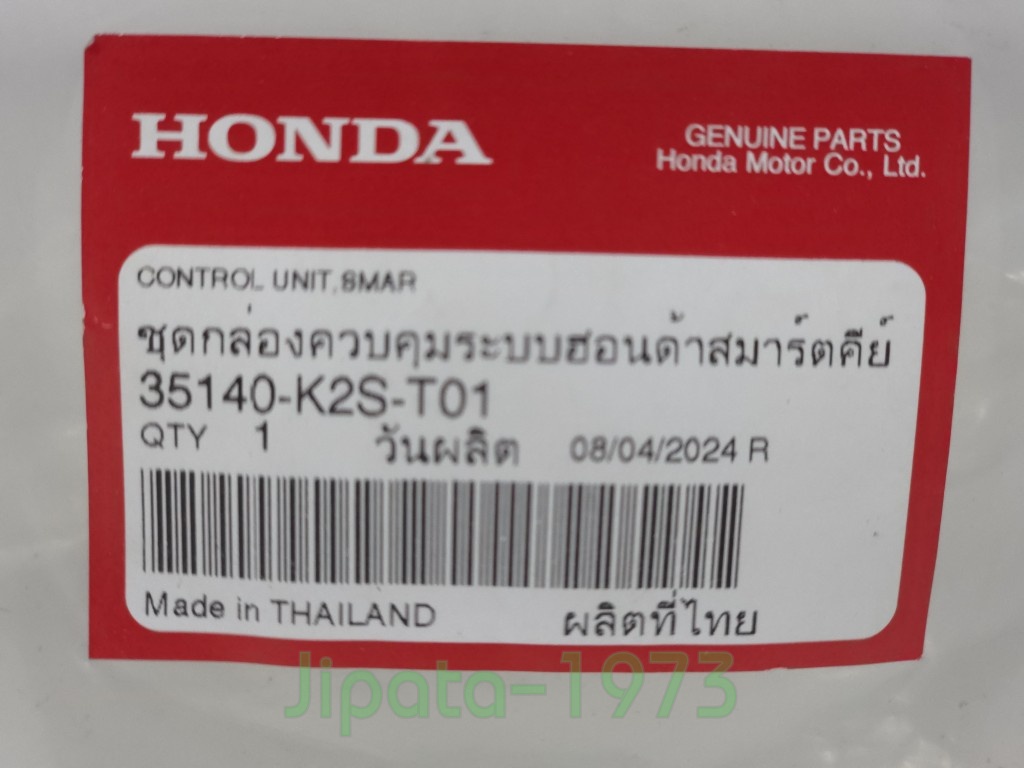 HONDA
GENUINE PARTS
Honda Motor Co., Ltd.
CONTROL UNIT,SMAR
ชุดกล่องควบคุมระบบฮอนด้าสมาร์ตคีย์
35140-K2S-T01
QTY 1 วันผลิต 08/04/2024 R
Made in THAILAND ผลิตที่ไทย
Jipata-1973